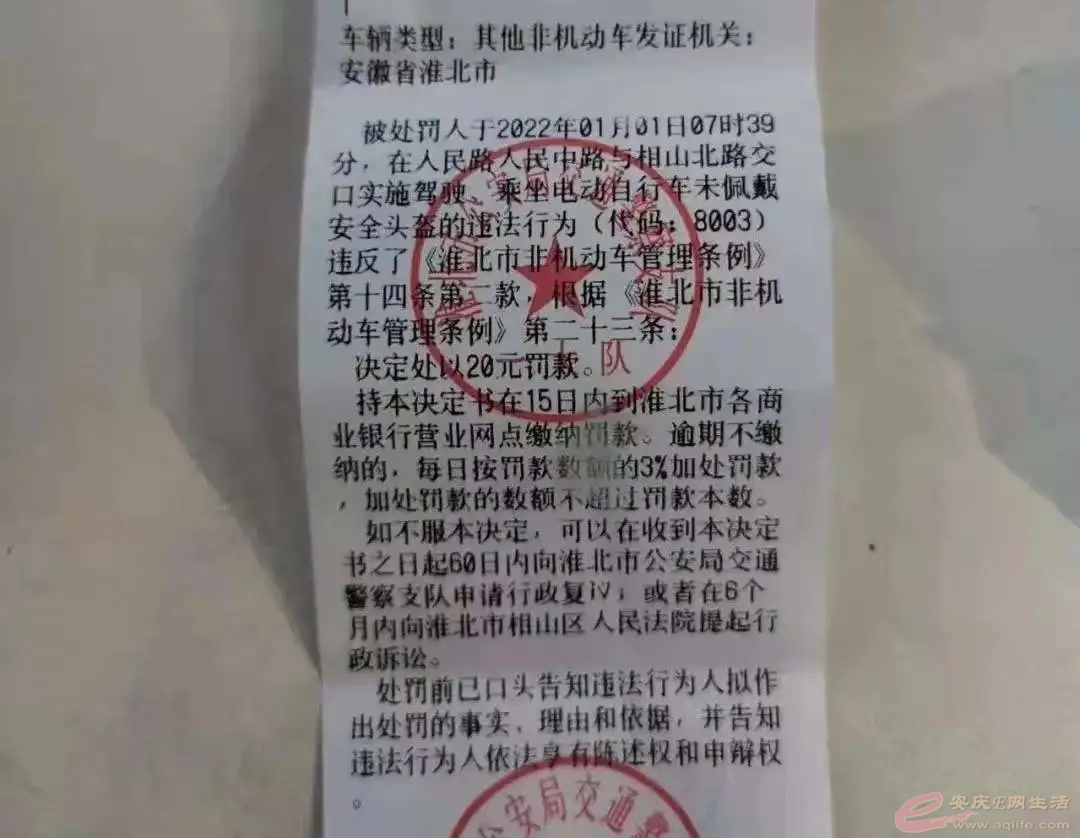 车辆类型：其他非机动车发证机关：
安徽省淮北市
被处罚人于2022年01月01日07时39
分，在人民路人民中路与相山北路交
口实施驾驶、乘坐电动自行车未佩戴
安全头盔的违法行为（代码：8003）
违反了《淮北市非机动车管理条例》
第十四条第二款，根据《淮北市非机
动车管理条例》第二十三条：
决定处以20元罚款。
持本决定书在15日内到淮北市各商
业银行营业网点缴纳罚款。逾期不缴
纳的，每日按罚款数额的3%加处罚款
，加处罚款的数额不超过罚款本数。
如不服本决定，可以在收到本决定
书之日起60日内向淮北市公安局交通
警察支队申请行政复iv；或者在6个
月内向淮北市相山区人民法院提起行
政诉讼。
处罚前已口头告知违法行为人拟作
出处罚的事实、理由和依据，并告知
违法行为人依法享有陈述权和申辩权
。
公安局交通警
安庆E网生活
www.aqlife.com